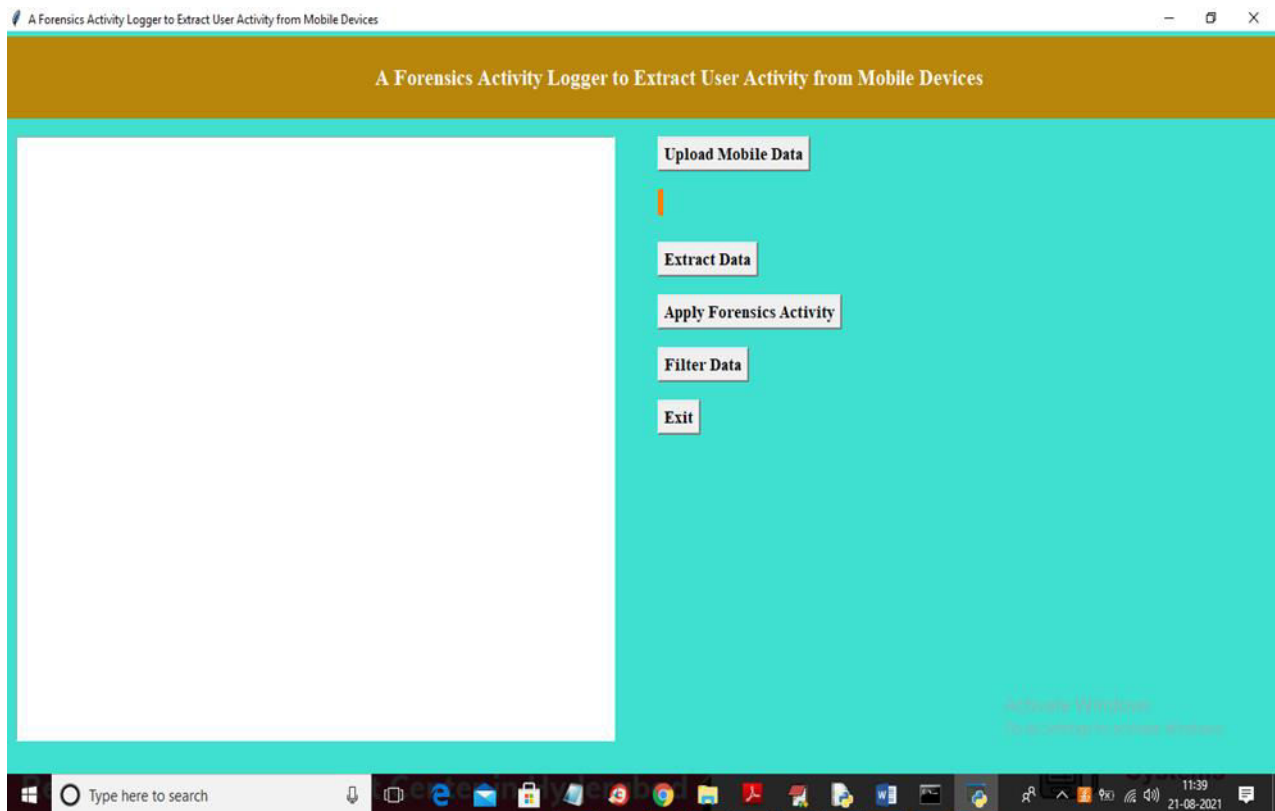 A Forensics Activity Logger to Extract User Activity from Mobile Devices
A Forensics Activity Logger to Extract User Activity from Mobile Devices
Upload Mobile Data
Extract Data
Apply Forensics Activity
Filter Data
Exit
Activate Windows
Type here to search
11:39
21-08-2021